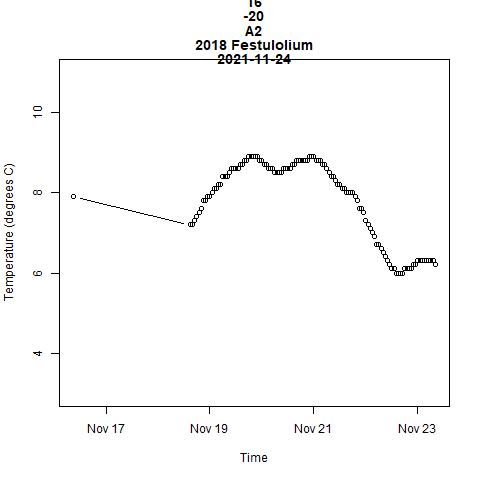 16
-20
A2
2018 Festulolium
2021-11-24
10
8
6
4
Temperature (degrees C)
Nov 17 Nov 19 Nov 21 Nov 23
Time